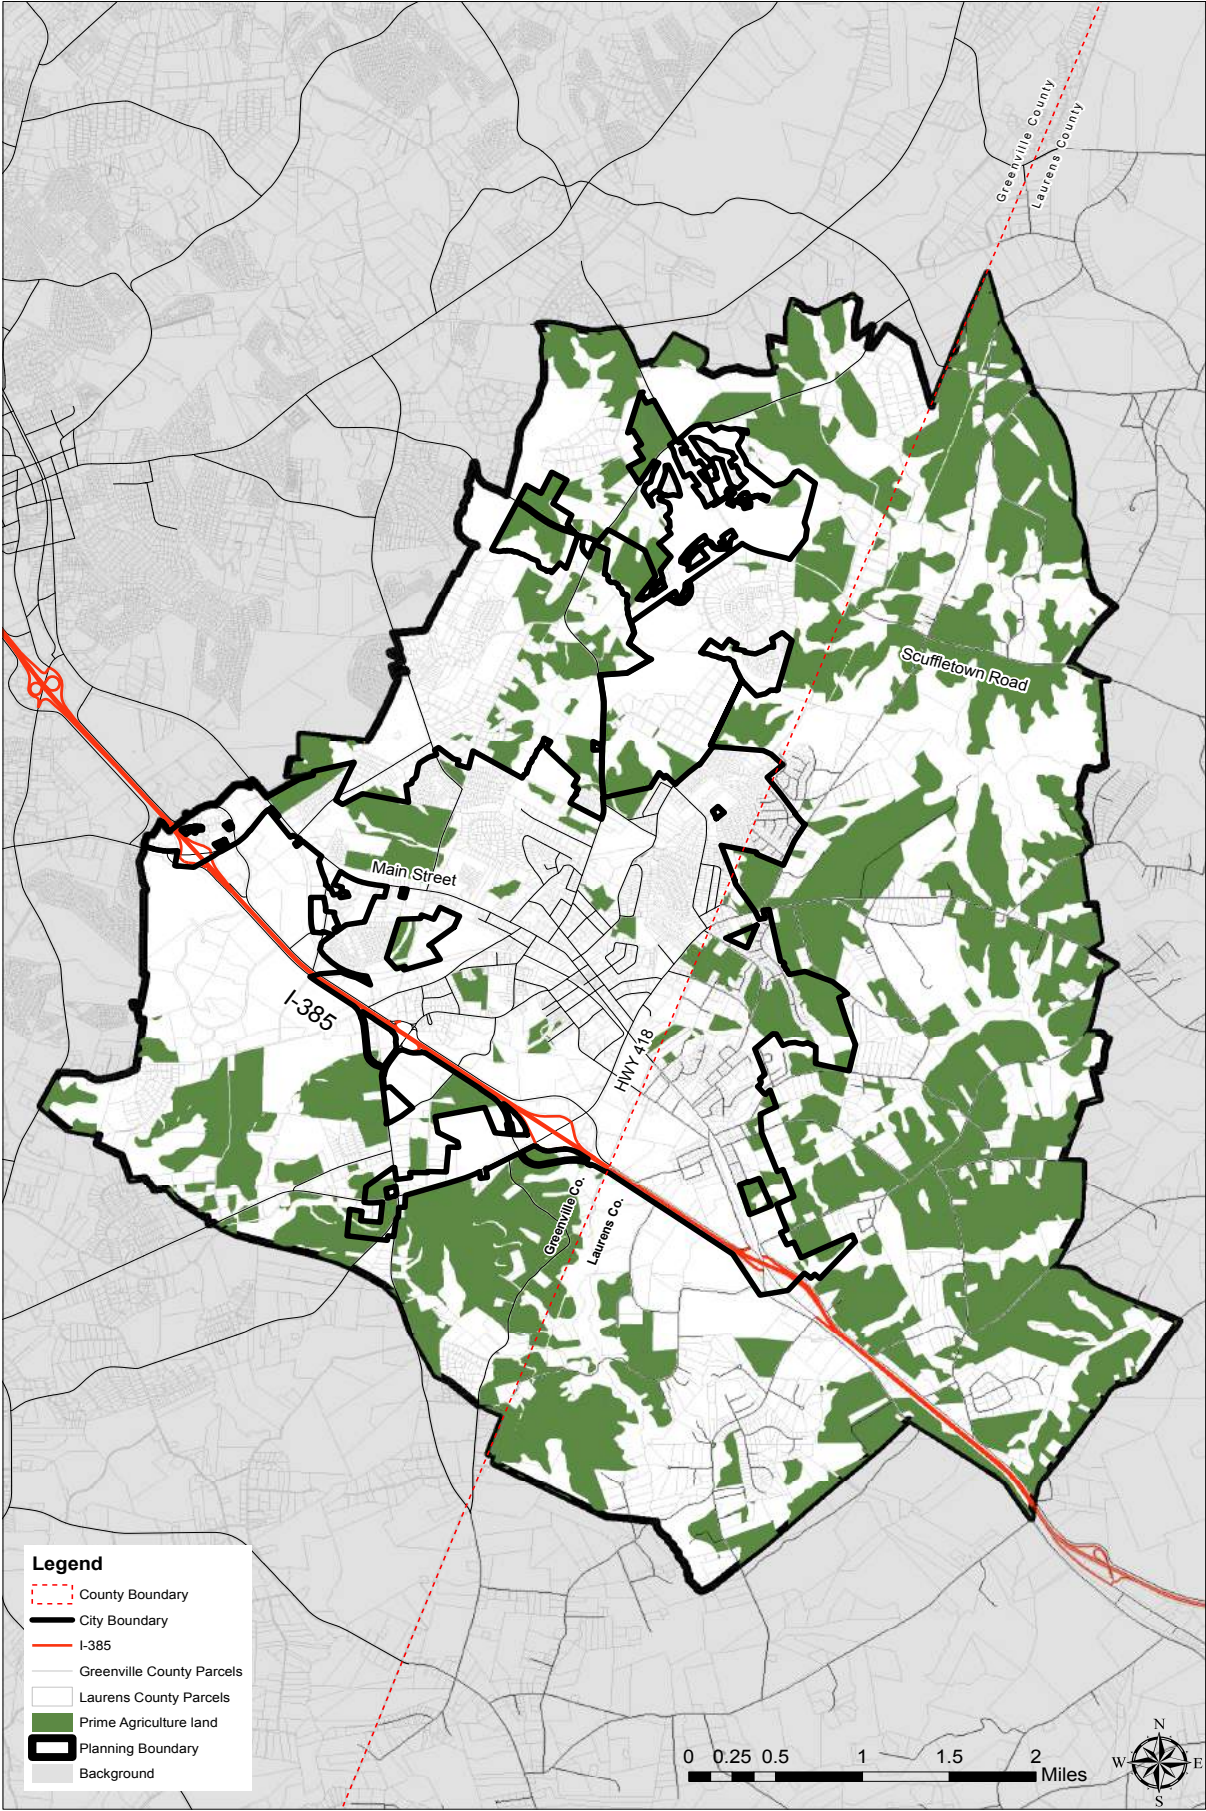 Greenville County
Laurens County
Scuffletown Road
Main Street
I-385
HWY 418
Greenville Co.
Laurens Co.
Legend
County Boundary
City Boundary
I-385
Greenville County Parcels
Laurens County Parcels
Prime Agriculture land
Planning Boundary
Background
0 0.25 0.5 1 1.5 2
Miles
N
W E
S